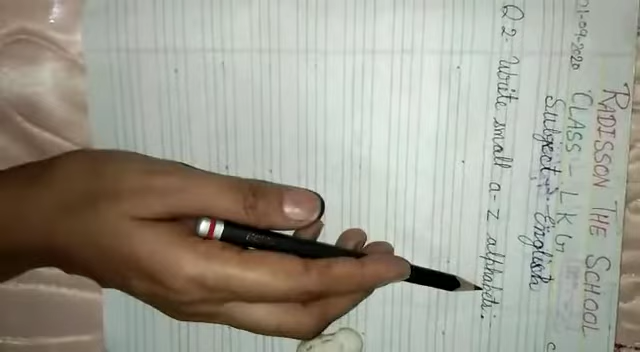 RADISSON THE SCHOOL
CLASS :- L K G
21-09-2020
Subject :- English
Q 2- Write small a-z alphabets:-